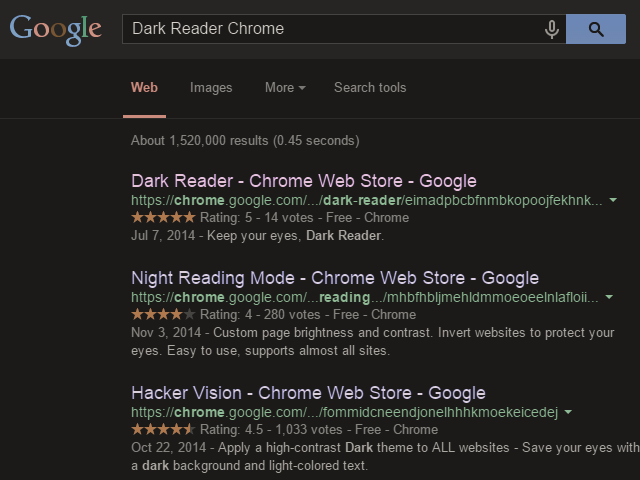 Google
Dark Reader Chrome
Web Images More Search tools
About 1,520,000 results (0.45 seconds)
Dark Reader - Chrome Web Store - Google
https://chrome.google.com/.../dark-reader/eimadpbcbfnmbkopoojfekhnk...
Rating: 5 - 14 votes - Free - Chrome
Jul 7, 2014 - Keep your eyes, Dark Reader.
Night Reading Mode - Chrome Web Store - Google
https://chrome.google.com/...reading.../mhbfhbljmehldmmoeoeelnlafloii...
Rating: 4 - 280 votes - Free - Chrome
Nov 3, 2014 - Custom page brightness and contrast. Invert websites to protect your
eyes. Easy to use, supports almost all sites.
Hacker Vision - Chrome Web Store - Google
https://chrome.google.com/.../fommidcneendjonelhhhkmoekeicedej
Rating: 4.5 - 1,033 votes - Free - Chrome
Oct 22, 2014 - Apply a high-contrast Dark theme to ALL websites - Save your eyes with
a dark background and light-colored text.